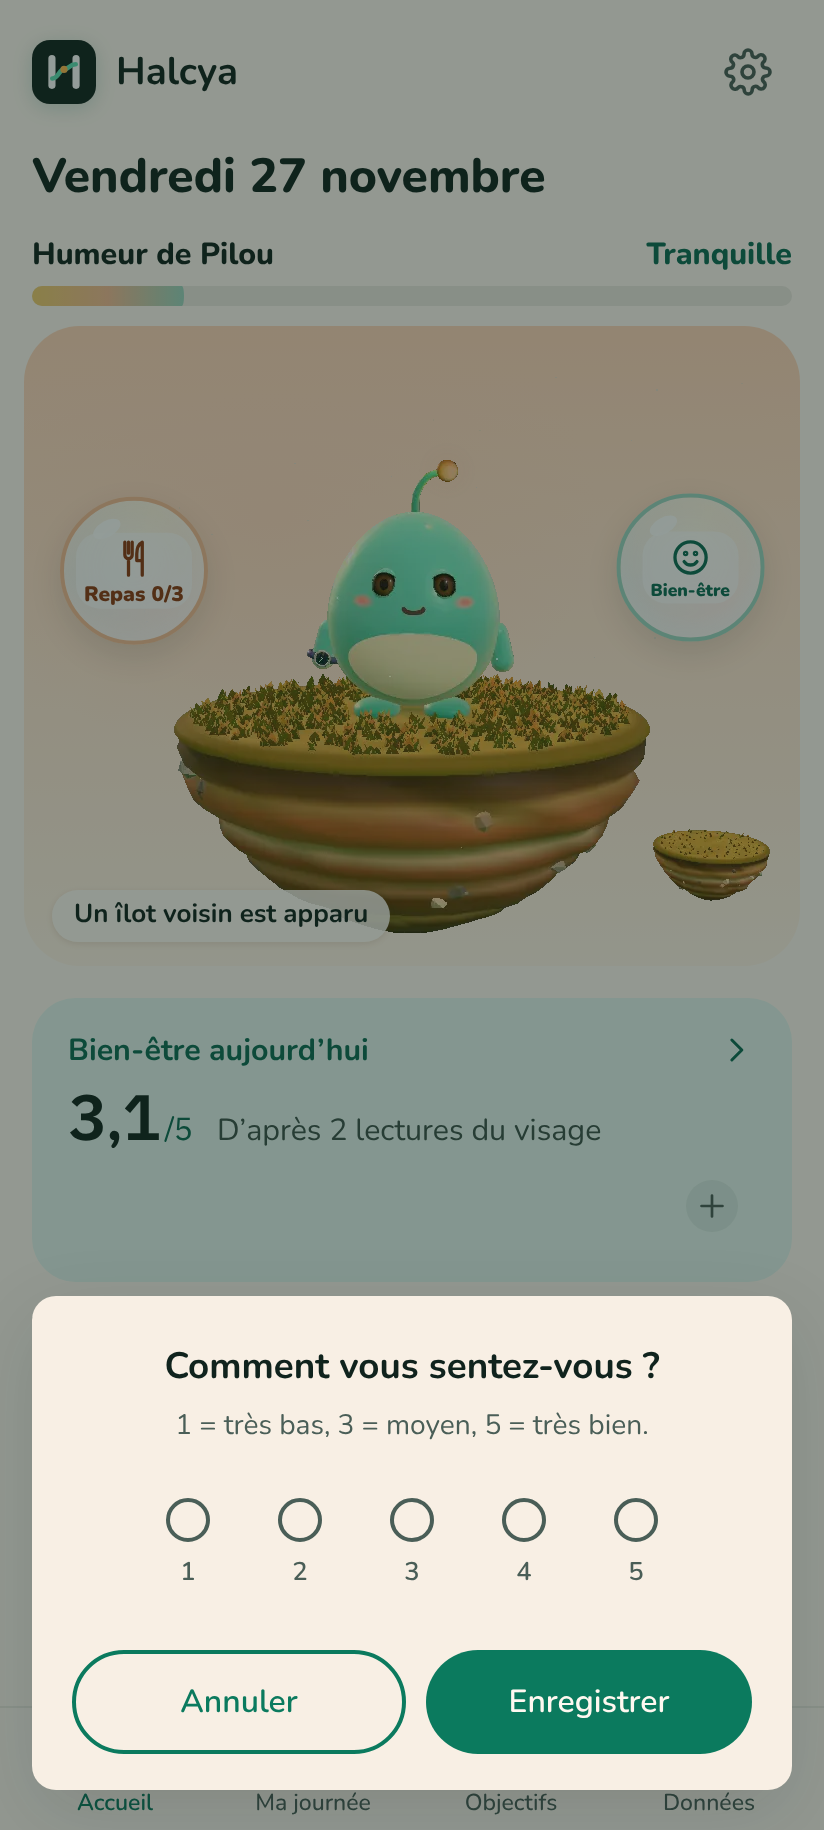 Halcya
Vendredi 27 novembre
Humeur de Pilou
Tranquille
Repas 0/3
Bien-être
Un îlot voisin est apparu
Bien-être aujourd’hui
3,1/5 D’après 2 lectures du visage
Comment vous sentez-vous ?
1 = très bas, 3 = moyen, 5 = très bien.
1 2 3 4 5
Annuler
Enregistrer
Accueil
Ma journée
Objectifs
Données